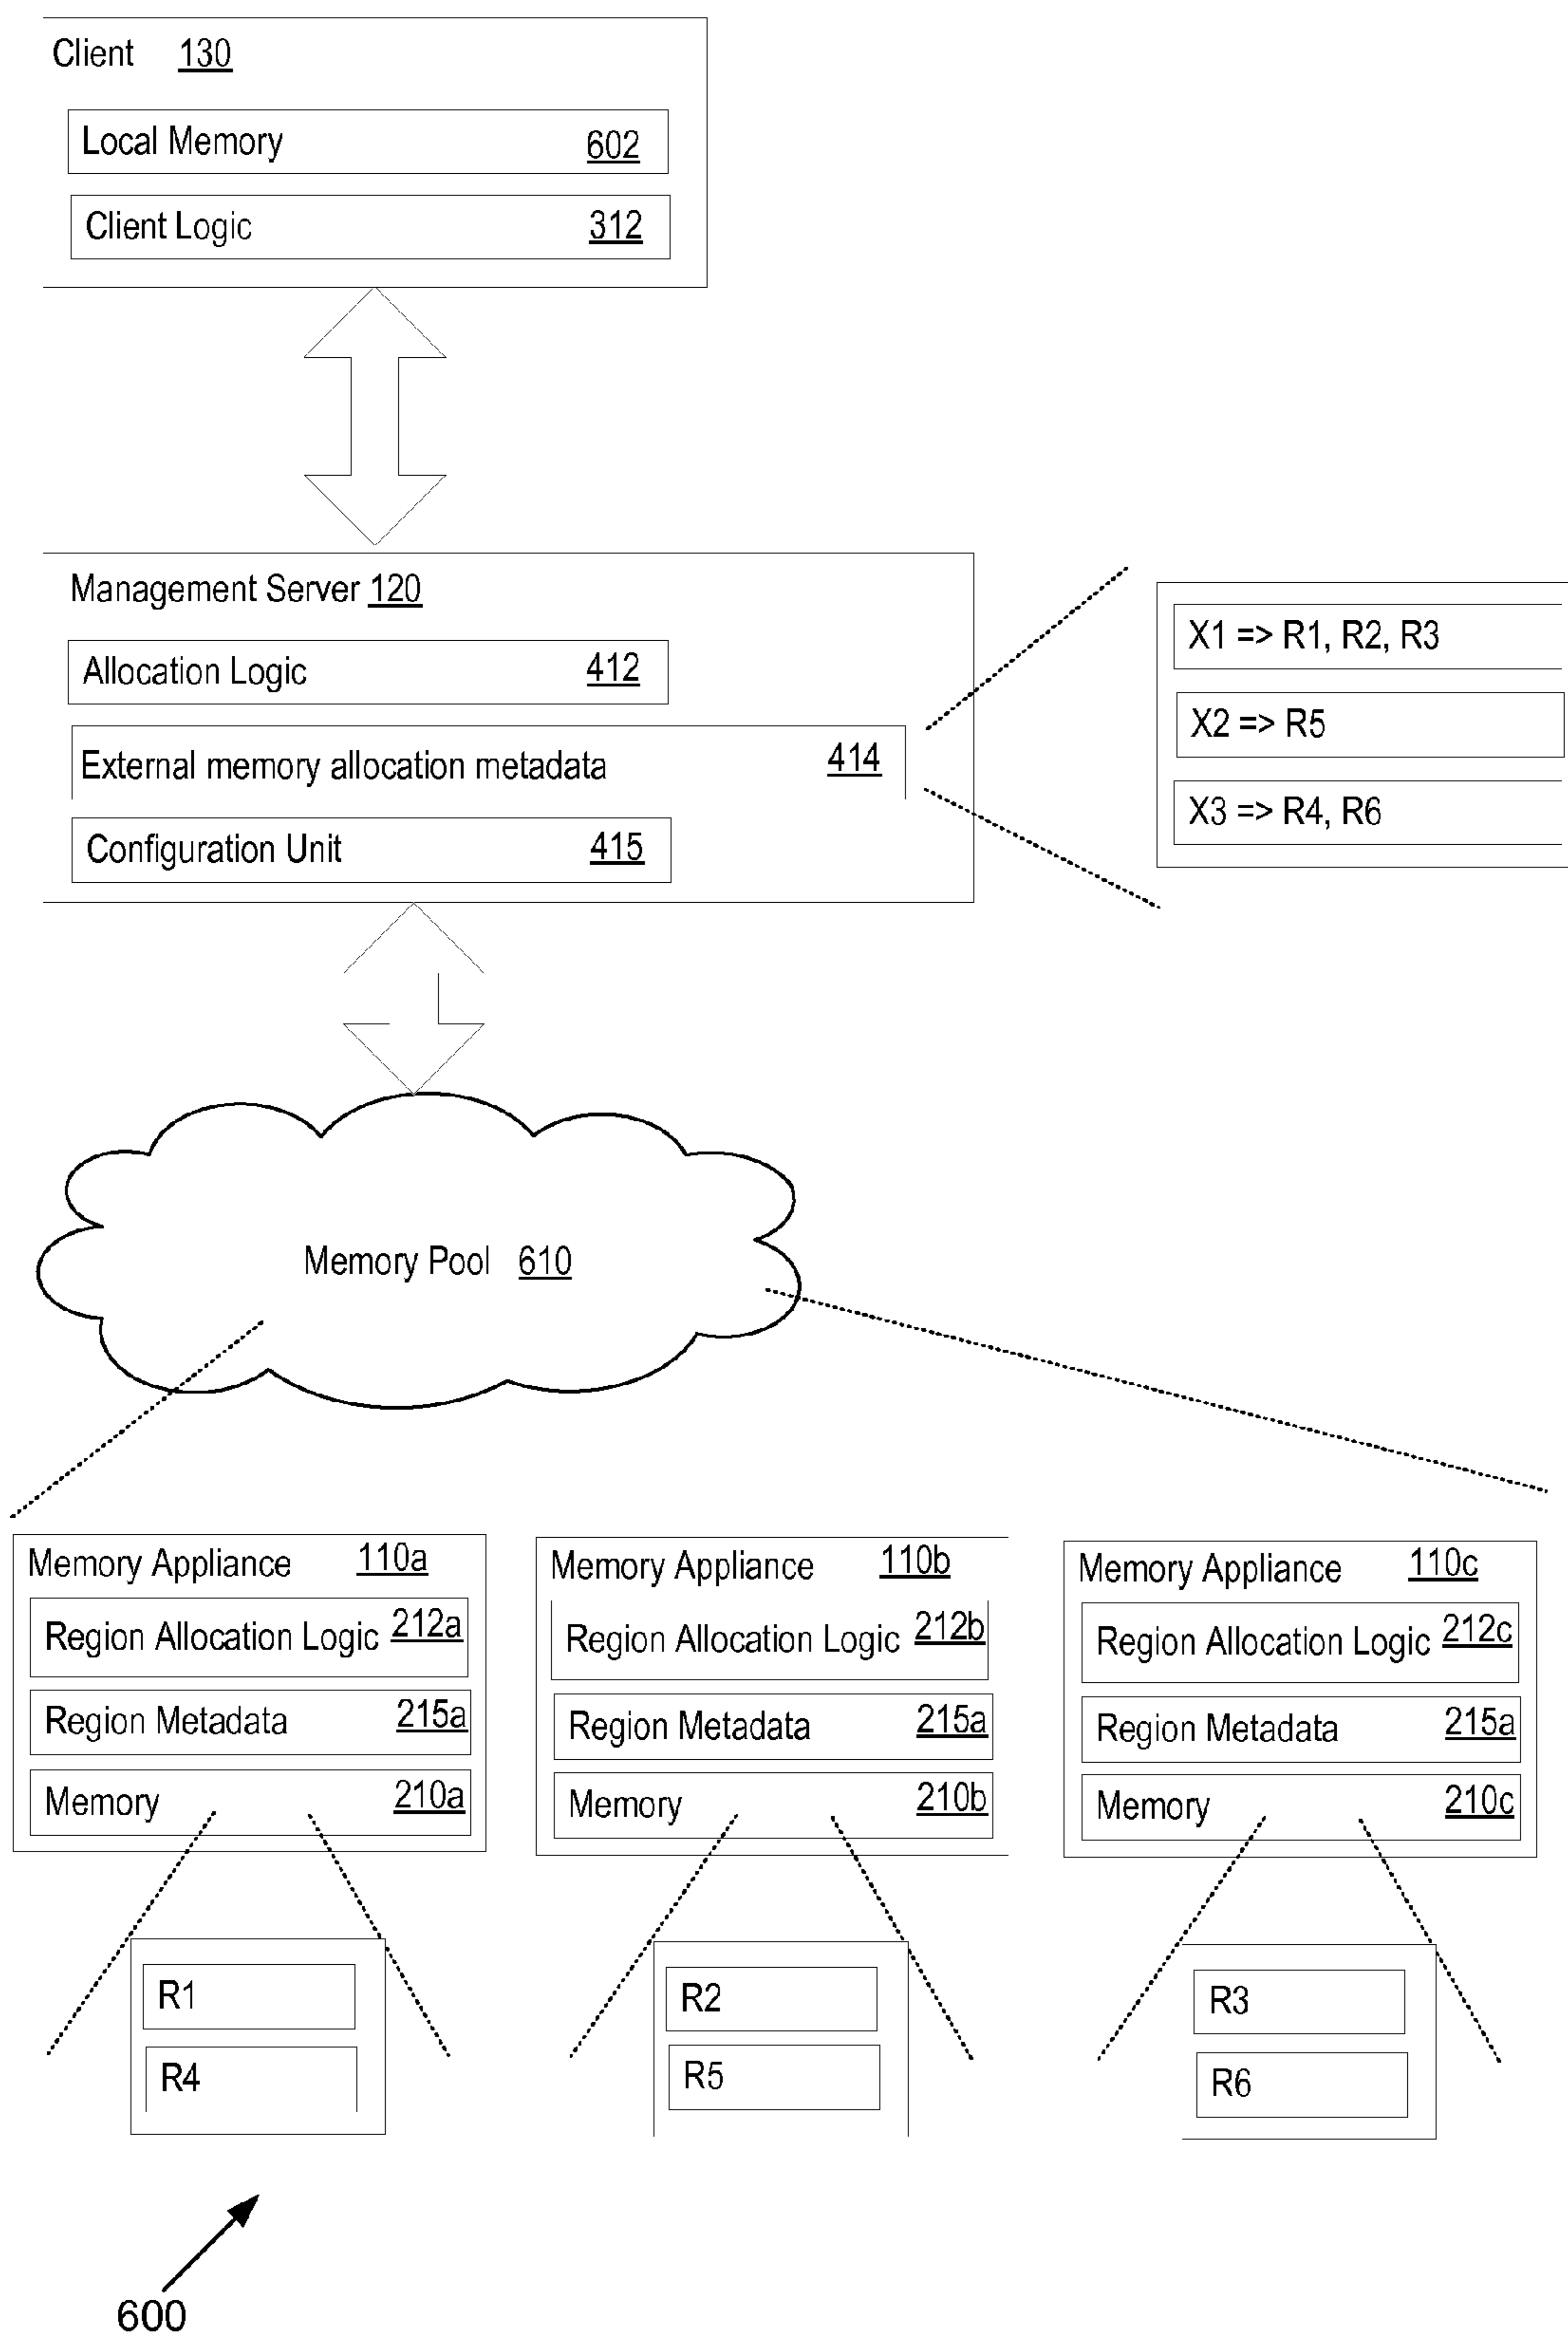 Client 130
Local Memory 602
Client Logic 312
Management Server 120
Allocation Logic 412
External memory allocation metadata 414
Configuration Unit 415
X1 => R1, R2, R3
X2 => R5
X3 => R4, R6
Memory Pool 610
Memory Appliance 110a
Region Allocation Logic 212a
Region Metadata 215a
Memory 210a
R1
R4
Memory Appliance 110b
Region Allocation Logic 212b
Region Metadata 215a
Memory 210b
R2
R5
Memory Appliance 110c
Region Allocation Logic 212c
Region Metadata 215a
Memory 210c
R3
R6
600